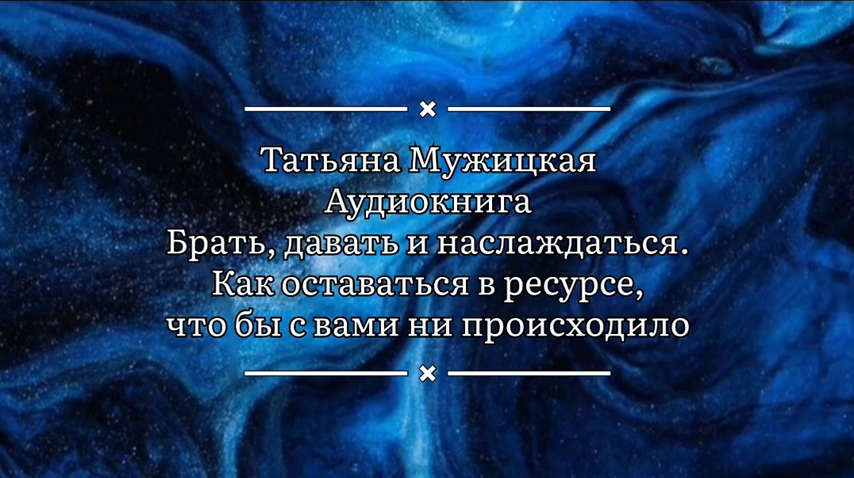 Татьяна Мужицкая
Аудиокнига
Брать, давать и наслаждаться.
Как оставаться в ресурсе,
что бы с вами ни происходило